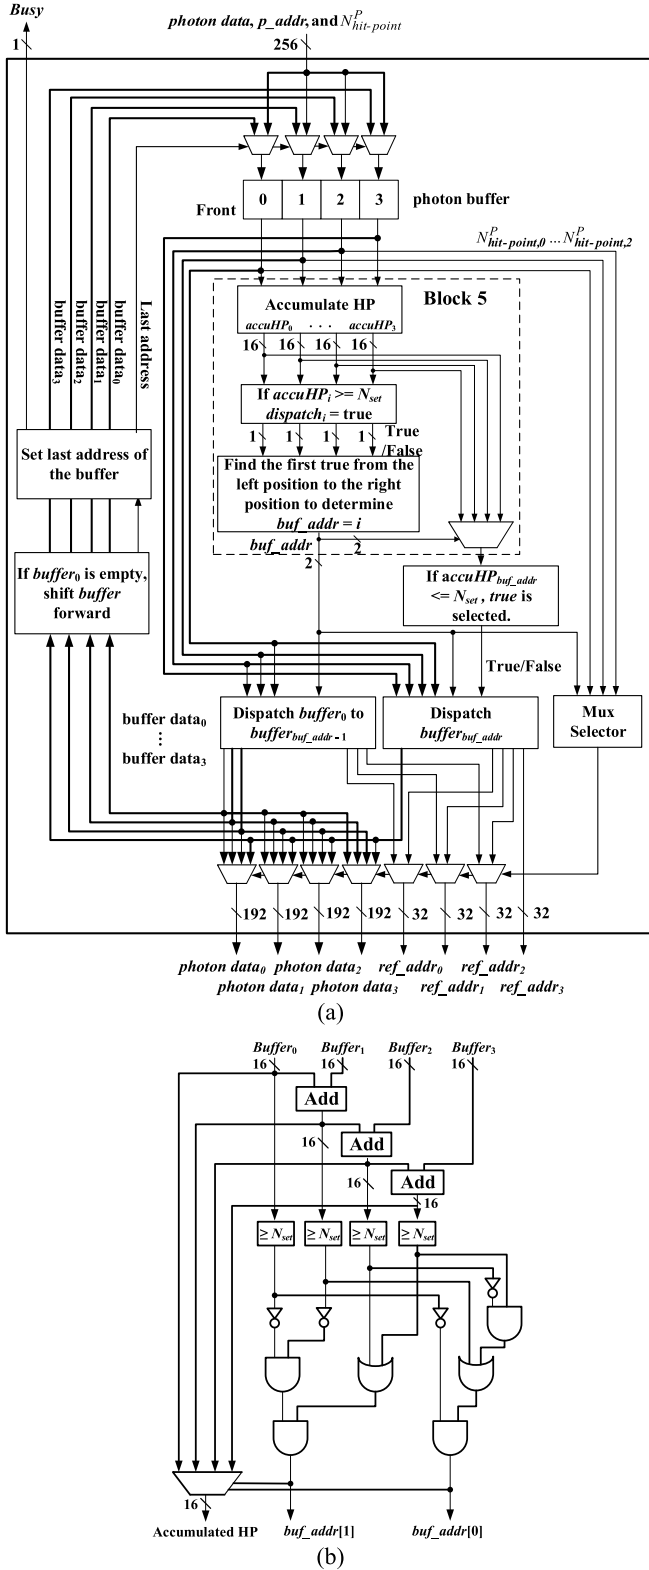 Busy
photon data, p_addr, and N^P_hit-point
1
256
Front
0 1 2 3
photon buffer
N^P_hit-point,0 ... N^P_hit-point,2
buffer data3
buffer data2
buffer data1
buffer data0
Last address
Block 5
Accumulate HP
accuHP0 . . . accuHP3
16 16 16 16
If accuHPi >= Nset
dispatchi = true
1 1 1 1
True
/False
Set last address of
the buffer
Find the first true from the
left position to the right
position to determine
buf_addr = i
buf_addr
2
2
If buffer0 is empty,
shift buffer
forward
If accuHPbuf_addr
<= Nset , true is
selected.
True/False
buffer data0
⋮
buffer data3
Dispatch buffer0 to
bufferbuf_addr - 1
Dispatch
bufferbuf_addr
Mux
Selector
192 192 192 192 32 32 32 32
photon data0 photon data2 ref_addr0 ref_addr2
photon data1 photon data3 ref_addr1 ref_addr3
(a)
Buffer0 Buffer1 Buffer2 Buffer3
16 16 16 16
Add
16
Add
16
Add
16
≥ Nset ≥ Nset ≥ Nset ≥ Nset
16
Accumulated HP
buf_addr[1]
buf_addr[0]
(b)